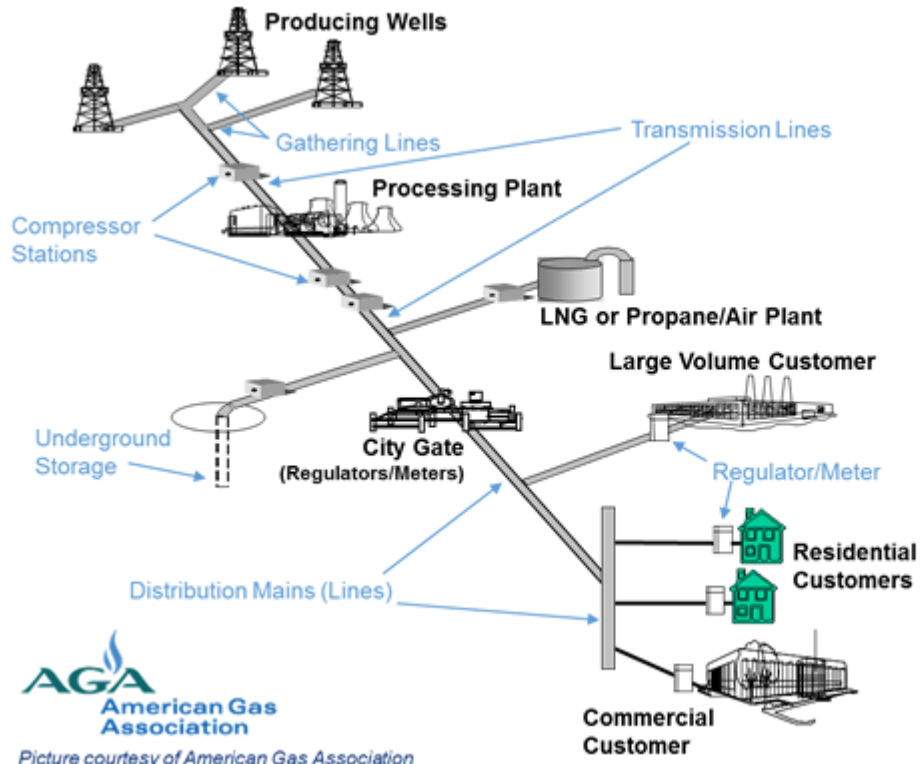 Producing Wells
Gathering Lines
Transmission Lines
Processing Plant
Compressor
Stations
LNG or Propane/Air Plant
Large Volume Customer
Underground
Storage
City Gate
(Regulators/Meters)
Regulator/Meter
Residential
Customers
Distribution Mains (Lines)
AGA
American Gas
Association
Commercial
Customer
Picture courtesy of American Gas Association